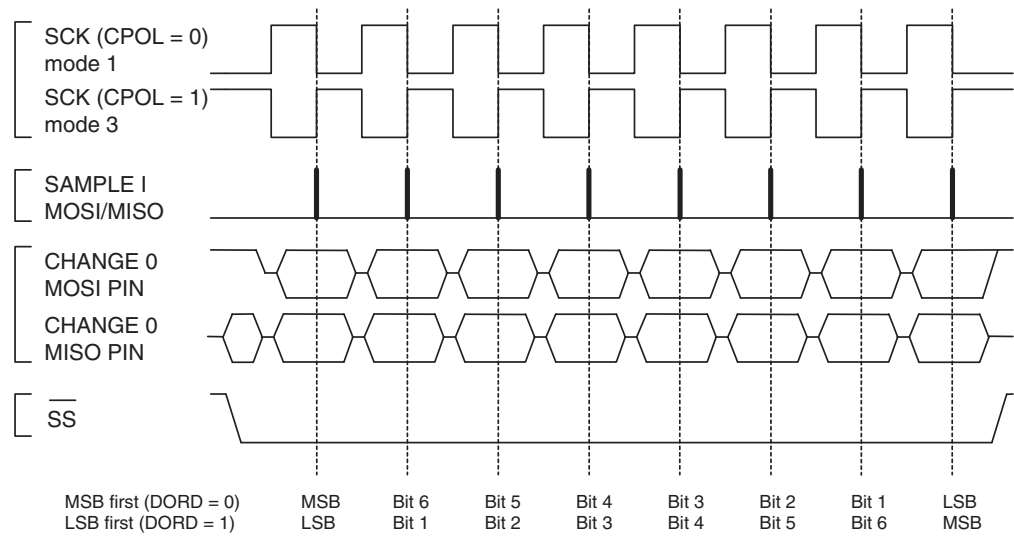 SCK (CPOL = 0)
mode 1
SCK (CPOL = 1)
mode 3
SAMPLE I
MOSI/MISO
CHANGE 0
MOSI PIN
CHANGE 0
MISO PIN
SS
MSB first (DORD = 0) MSB Bit 6 Bit 5 Bit 4 Bit 3 Bit 2 Bit 1 LSB
LSB first (DORD = 1) LSB Bit 1 Bit 2 Bit 3 Bit 4 Bit 5 Bit 6 MSB